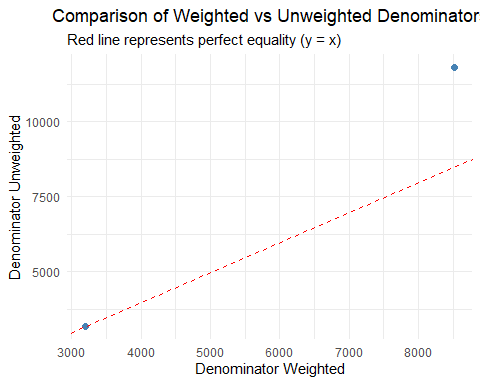 Comparison of Weighted vs Unweighted Denominator
Red line represents perfect equality (y = x)
10000
7500
5000
Denominator Unweighted
3000 4000 5000 6000 7000 8000
Denominator Weighted